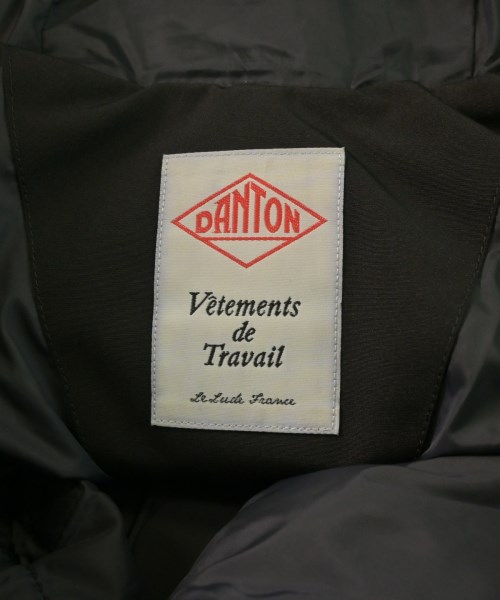 DANTON
Vêtements
de
Travail
Le Lude France